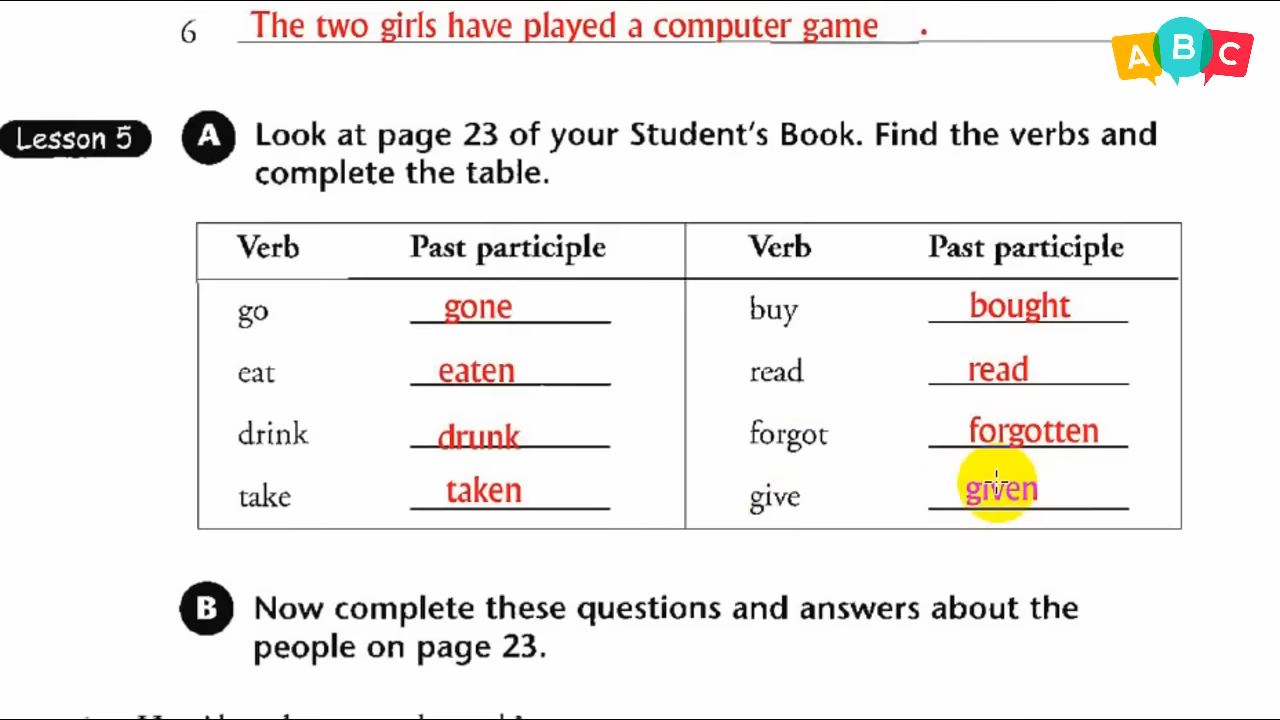 6 The two girls have played a computer game .
A B C
Lesson 5 A Look at page 23 of your Student's Book. Find the verbs and
complete the table.
Verb Past participle Verb Past participle
go gone buy bought
eat eaten read read
drink drunk forgot forgotten
take taken give given
B Now complete these questions and answers about the
people on page 23.